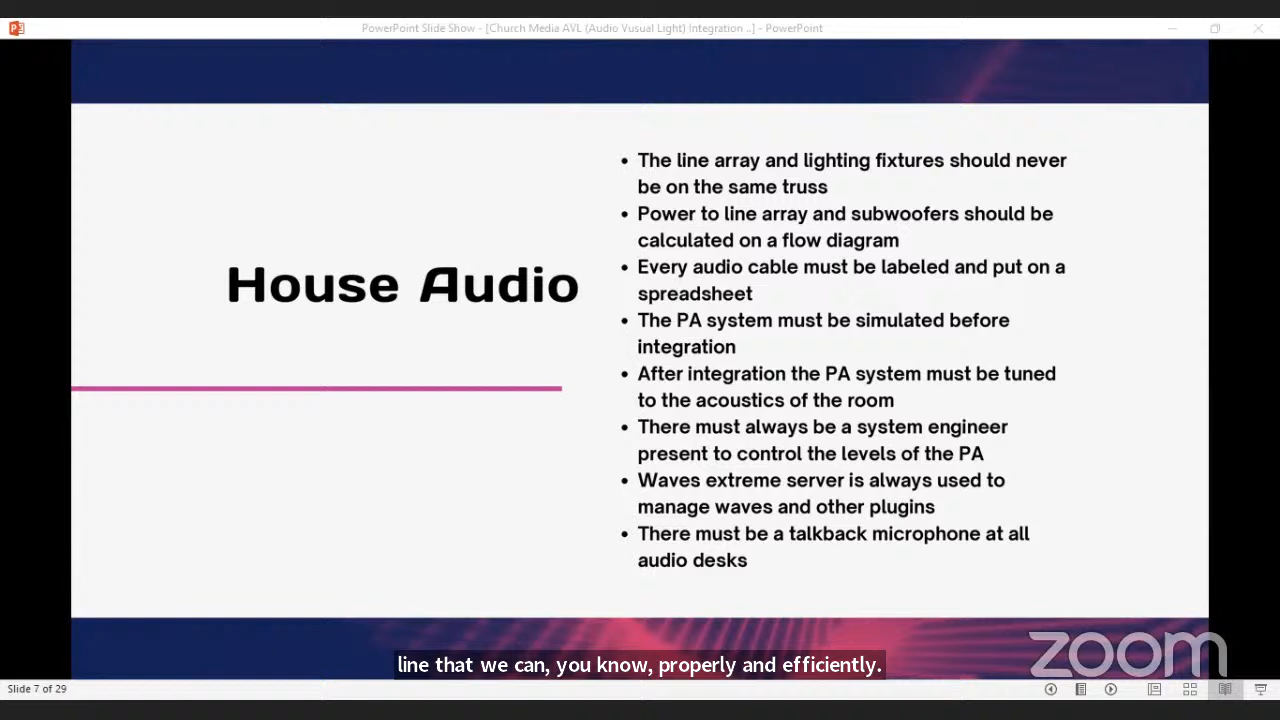 PowerPoint Slide Show - [Church Media AVL (Audio Vusual Light) Integration ..] - PowerPoint
House Audio
• The line array and lighting fixtures should never
be on the same truss
• Power to line array and subwoofers should be
calculated on a flow diagram
• Every audio cable must be labeled and put on a
spreadsheet
• The PA system must be simulated before
integration
• After integration the PA system must be tuned
to the acoustics of the room
• There must always be a system engineer
present to control the levels of the PA
• Waves extreme server is always used to
manage waves and other plugins
• There must be a talkback microphone at all
audio desks
line that we can, you know, properly and efficiently.
zoom
Slide 7 of 29